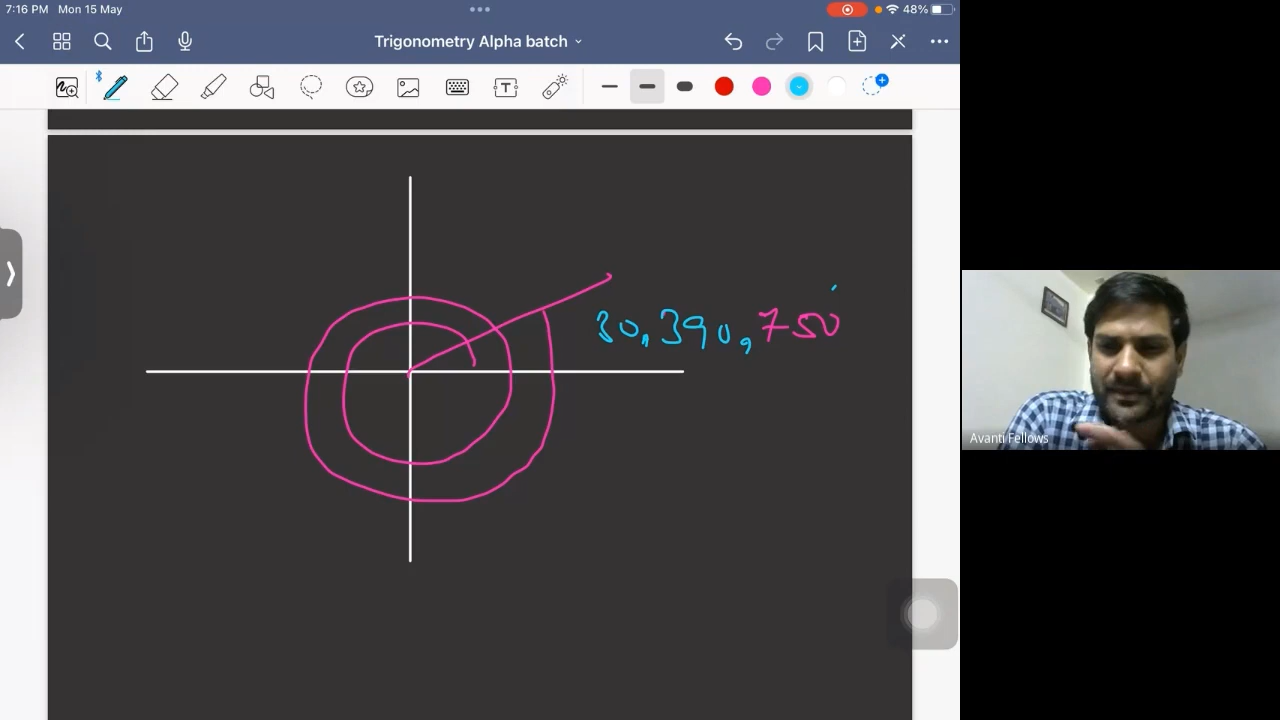 7:16 PM Mon 15 May
48%
Trigonometry Alpha batch
T
30, 390, 750
Avanti Fellows